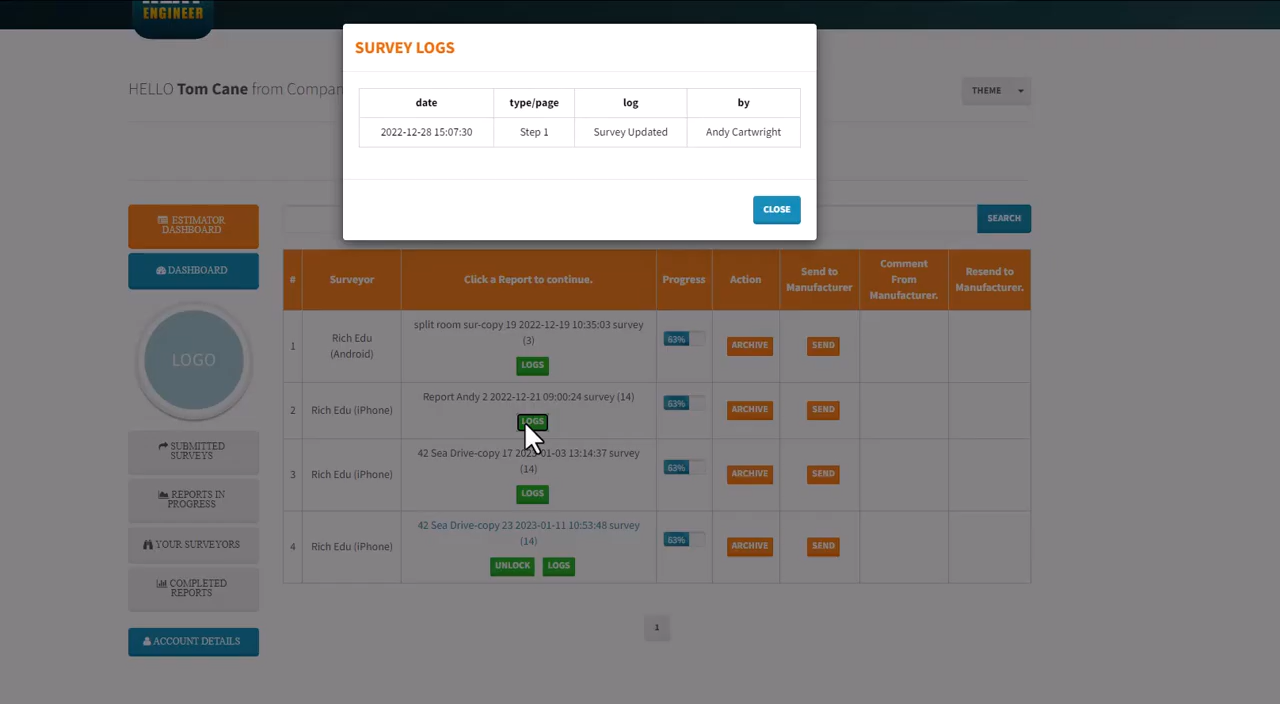 ENGINEER
SURVEY LOGS
date type/page log by
2022-12-28 15:07:30 Step 1 Survey Updated Andy Cartwright
CLOSE
HELLO Tom Cane from Compan
THEME
ESTIMATOR
DASHBOARD
DASHBOARD
LOGO
SUBMITTED
SURVEYS
REPORTS IN
PROGRESS
YOUR SURVEYORS
COMPLETED
REPORTS
ACCOUNT DETAILS
SEARCH
# Surveyor Click a Report to continue. Progress Action Send to
Manufacturer Comment
From
Manufacturer. Resend to
Manufacturer.
1 Rich Edu
(Android) split room sur-copy 19 2022-12-19 10:35:03 survey
(3)
LOGS 63% ARCHIVE SEND
2 Rich Edu (iPhone) Report Andy 2 2022-12-21 09:00:24 survey (14)
LOGS 63% ARCHIVE SEND
3 Rich Edu (iPhone) 42 Sea Drive-copy 17 2023-01-03 13:14:37 survey
(14)
LOGS 63% ARCHIVE SEND
4 Rich Edu (iPhone) 42 Sea Drive-copy 23 2023-01-11 10:53:48 survey
(14)
UNLOCK LOGS 63% ARCHIVE SEND
1